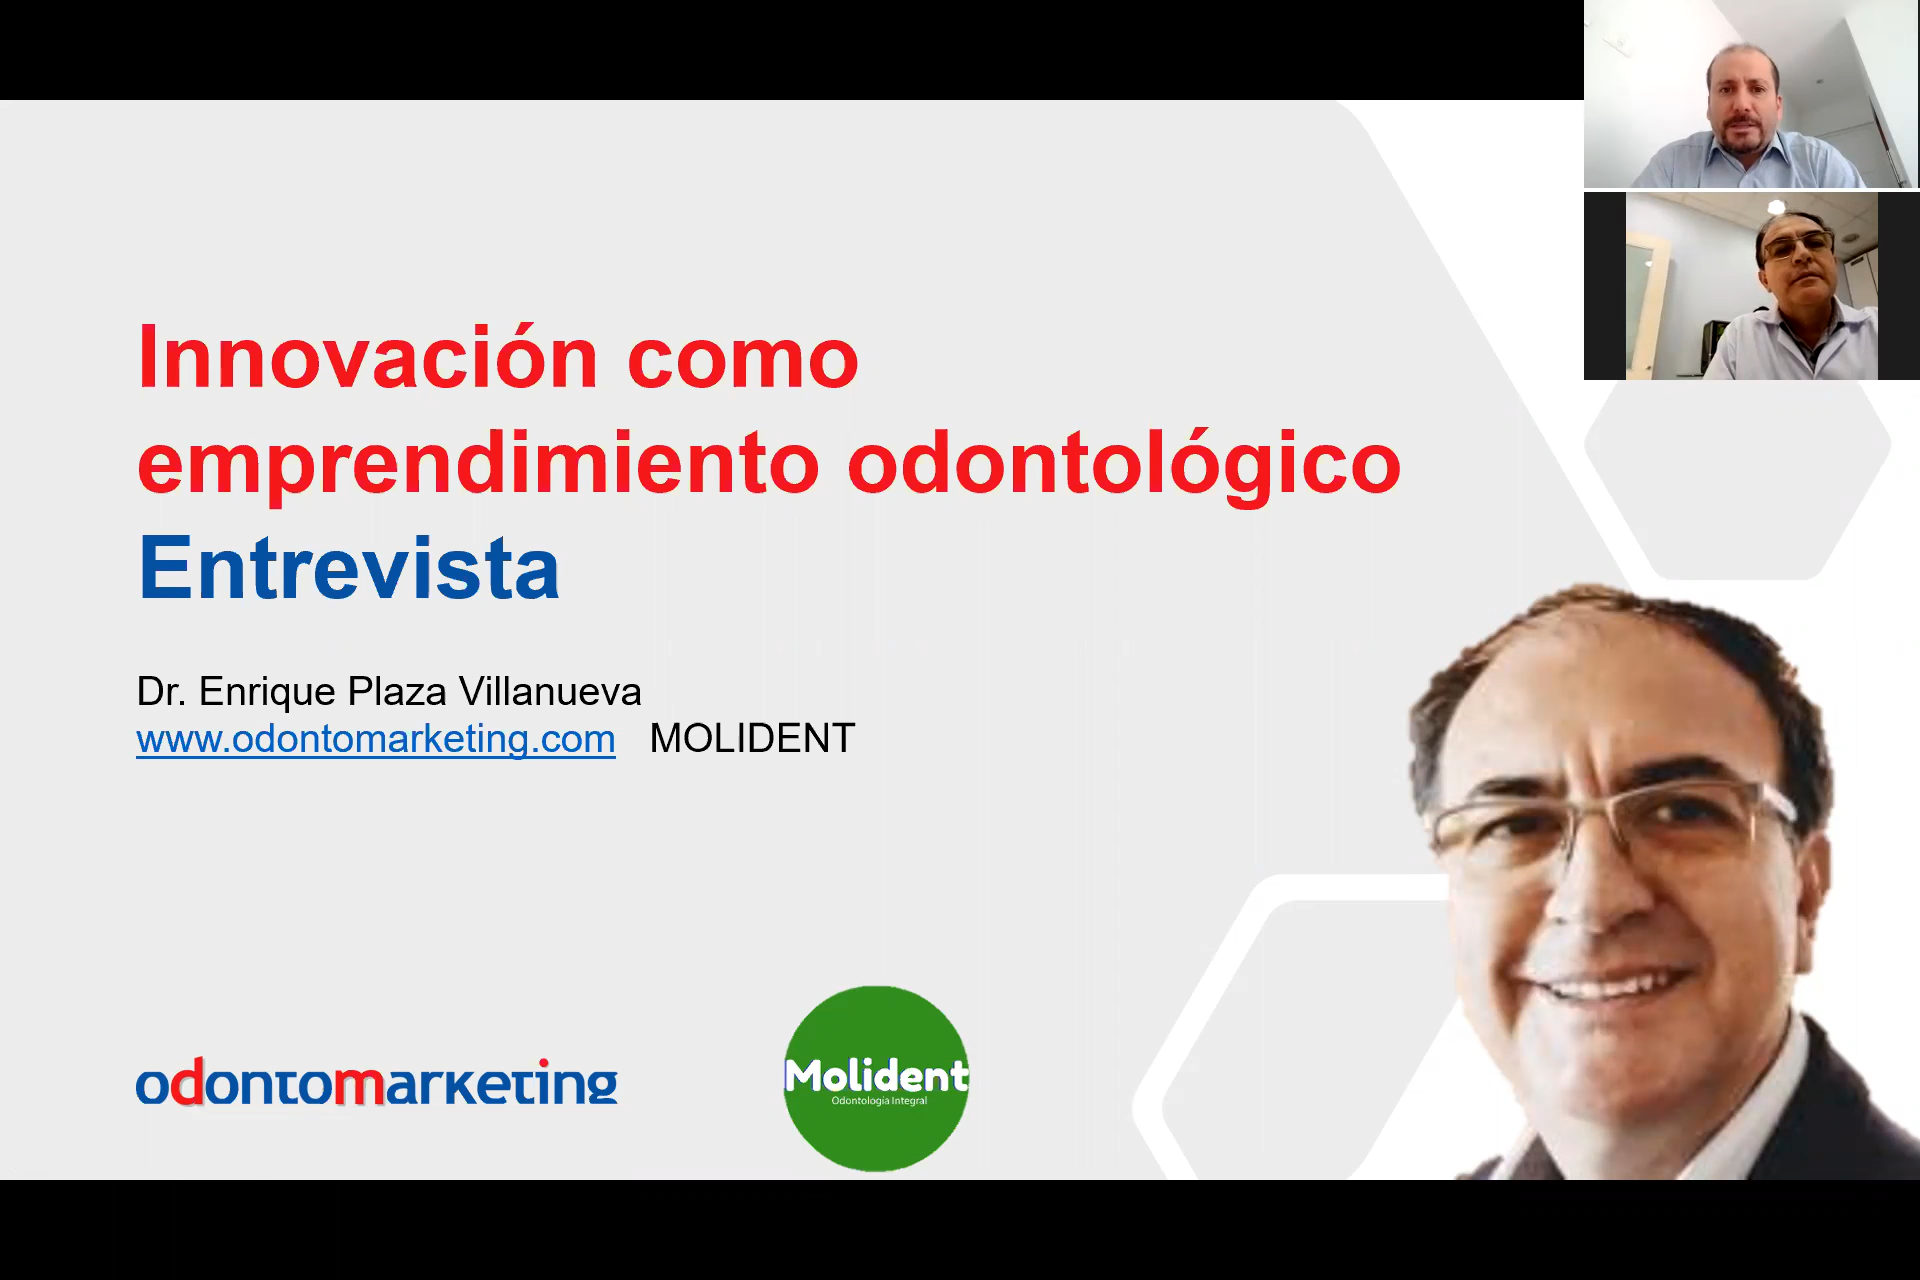 Innovación como
emprendimiento odontológico
Entrevista
Dr. Enrique Plaza Villanueva
www.odontomarketing.com MOLIDENT
odontomarketing
Molident
Odontología Integral